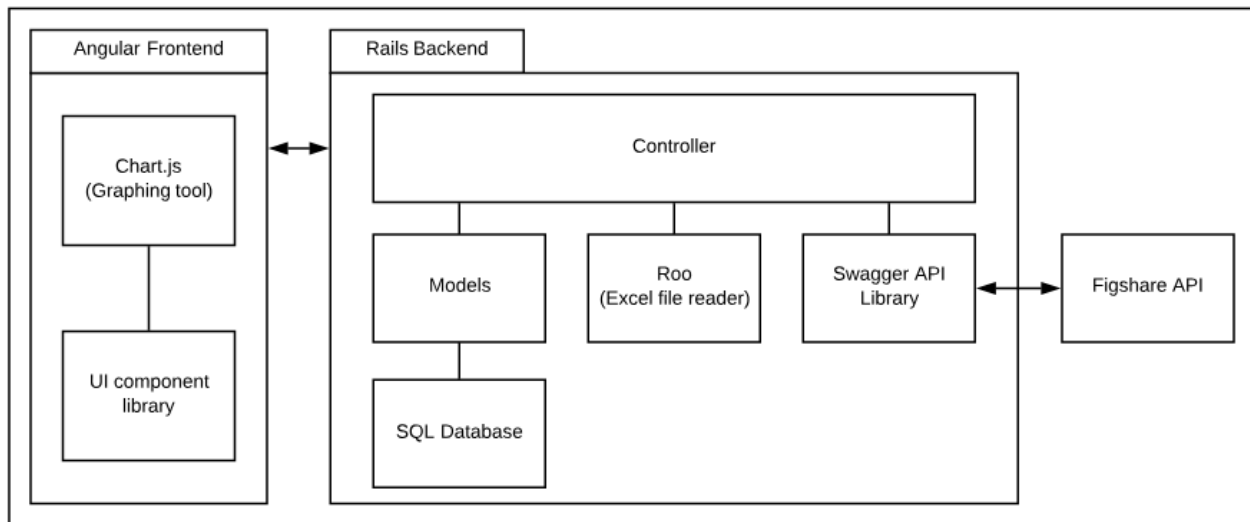 Angular Frontend
Rails Backend
Chart.js
(Graphing tool)
UI component
library
Controller
Models
Roo
(Excel file reader)
Swagger API
Library
Figshare API
SQL Database